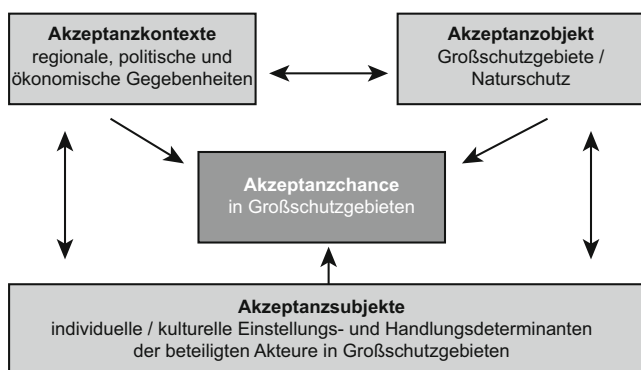 Akzeptanzkontexte
regionale, politische und
ökonomische Gegebenheiten
Akzeptanzobjekt
Großschutzgebiete /
Naturschutz
Akzeptanzchance
in Großschutzgebieten
Akzeptanzsubjekte
individuelle / kulturelle Einstellungs- und Handlungsdeterminanten
der beteiligten Akteure in Großschutzgebieten